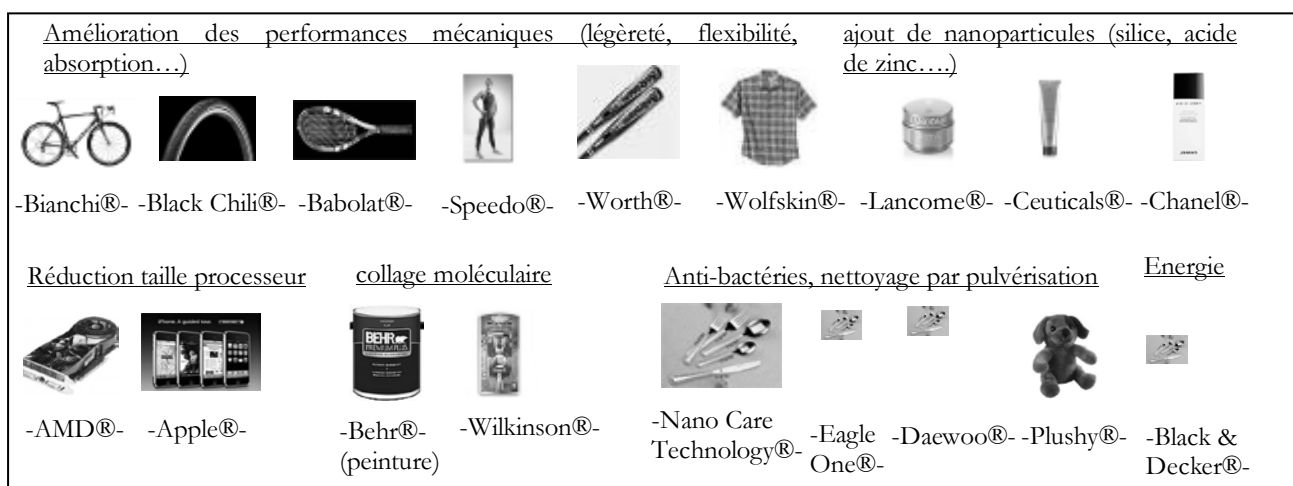 Amélioration des performances mécaniques (légèreté, flexibilité,
absorption…)
ajout de nanoparticules (silice, acide
de zinc….)
-Bianchi®- -Black Chili®- -Babolat®- -Speedo®- -Worth®- -Wolfskin®- -Lancome®- -Ceuticals®- -Chanel®-
Réduction taille processeur
collage moléculaire
Anti-bactéries, nettoyage par pulvérisation
Energie
BEHR
PREMIUM PLUS
-AMD®- -Apple®-
-Behr®-
(peinture)
-Wilkinson®-
-Nano Care
Technology®-
-Eagle
One®-
-Daewoo®- -Plushy®-
-Black &
Decker®-